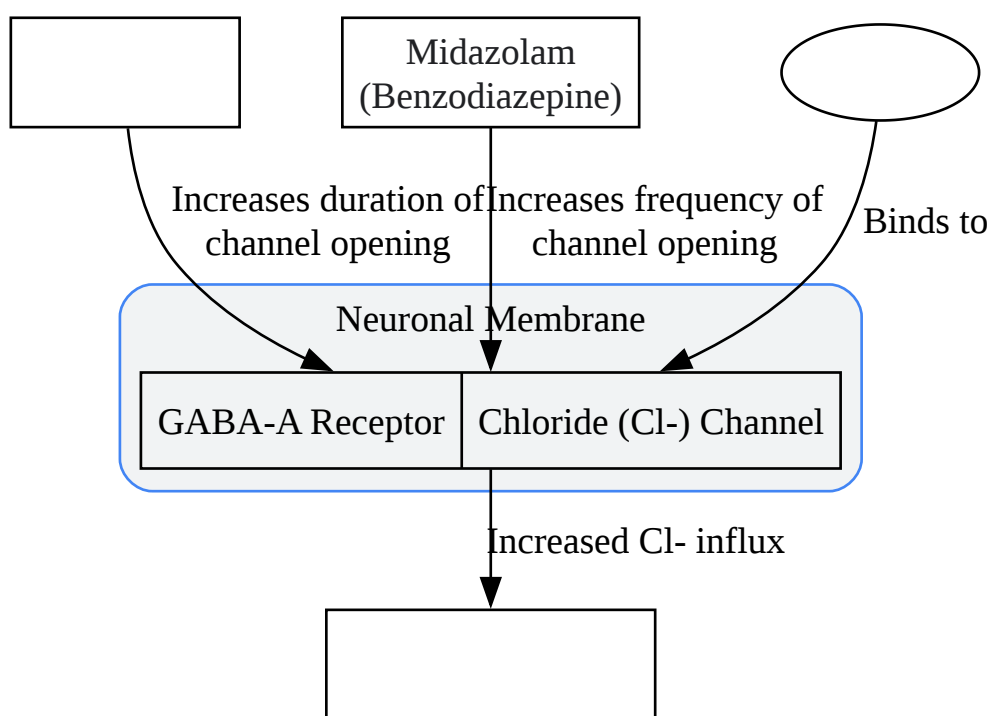 Midazolam
(Benzodiazepine)
Increases duration of
channel opening
Increases frequency of
channel opening
Binds to
Neuronal Membrane
GABA-A Receptor
Chloride (Cl-) Channel
Increased Cl- influx